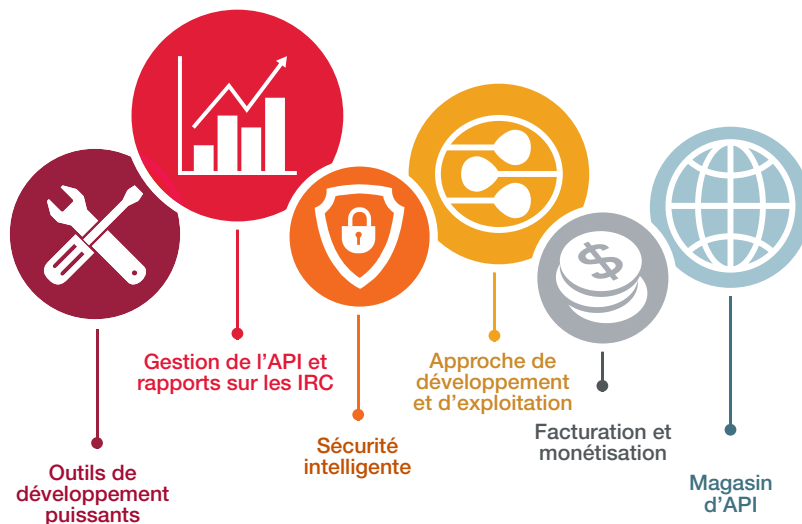 Outils de
développement
puissants
Gestion de l’API et
rapports sur les IRC
Sécurité
intelligente
Approche de
développement
et d’exploitation
$
Facturation et
monétisation
Magasin
d’API